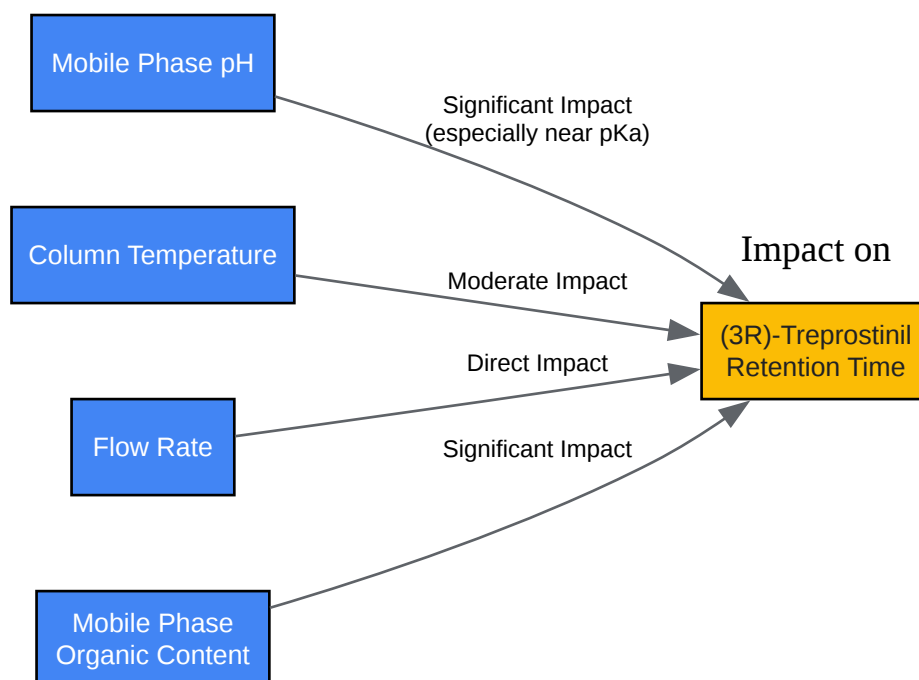 Mobile Phase pH
Significant Impact
(especially near pKa)
Column Temperature
Impact on
Moderate Impact
(3R)-Treprostinil
Retention Time
Direct Impact
Flow Rate
Significant Impact
Mobile Phase
Organic Content